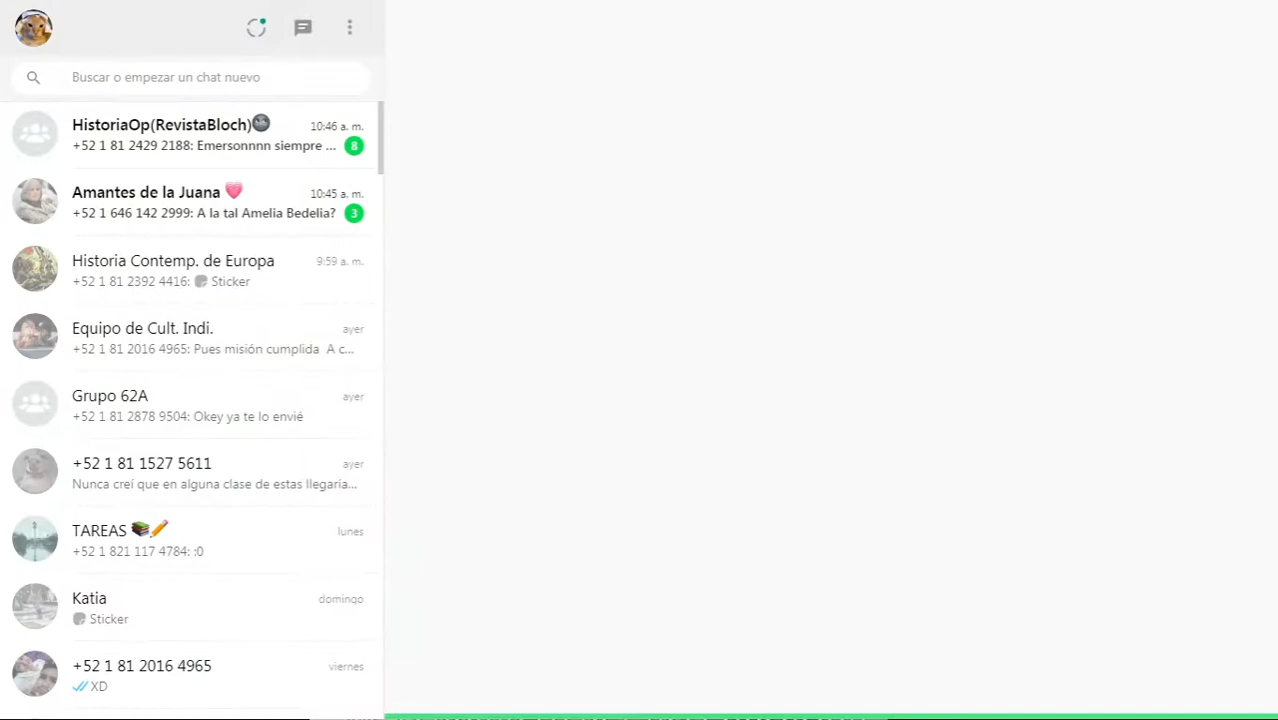 Buscar o empezar un chat nuevo
HistoriaOp(RevistaBloch)🌚 10:46 a. m.
+52 1 81 2429 2188: Emersonnnn siempre ... 8
Amantes de la Juana 💗 10:45 a. m.
+52 1 646 142 2999: A la tal Amelia Bedelia? 3
Historia Contemp. de Europa 9:59 a. m.
+52 1 81 2392 4416: Sticker
Equipo de Cult. Indi. ayer
+52 1 81 2016 4965: Pues misión cumplida A c...
Grupo 62A ayer
+52 1 81 2878 9504: Okey ya te lo envié
+52 1 81 1527 5611 ayer
Nunca creí que en alguna clase de estas llegaría...
TAREAS 📚✏️ lunes
+52 1 821 117 4784: :0
Katia domingo
Sticker
+52 1 81 2016 4965 viernes
XD